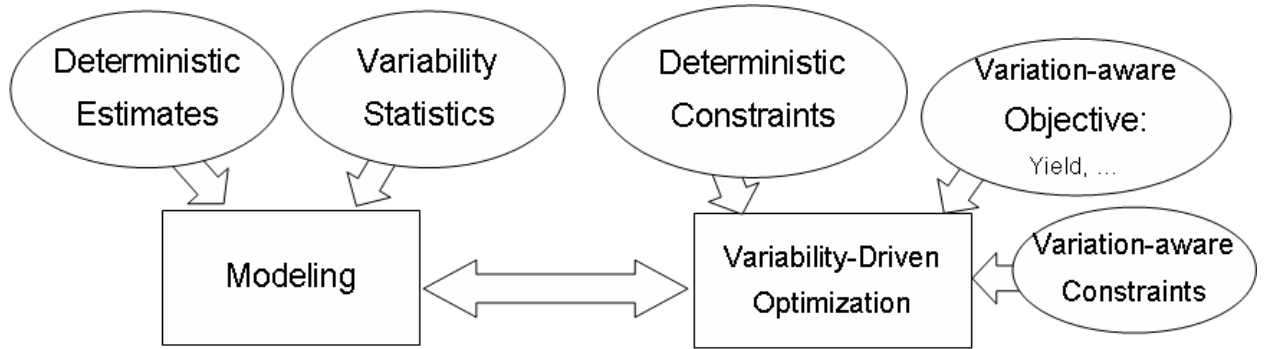 Deterministic
Estimates
Variability
Statistics
Deterministic
Constraints
Variation-aware
Objective:
Yield, ...
Modeling
Variability-Driven
Optimization
Variation-aware
Constraints